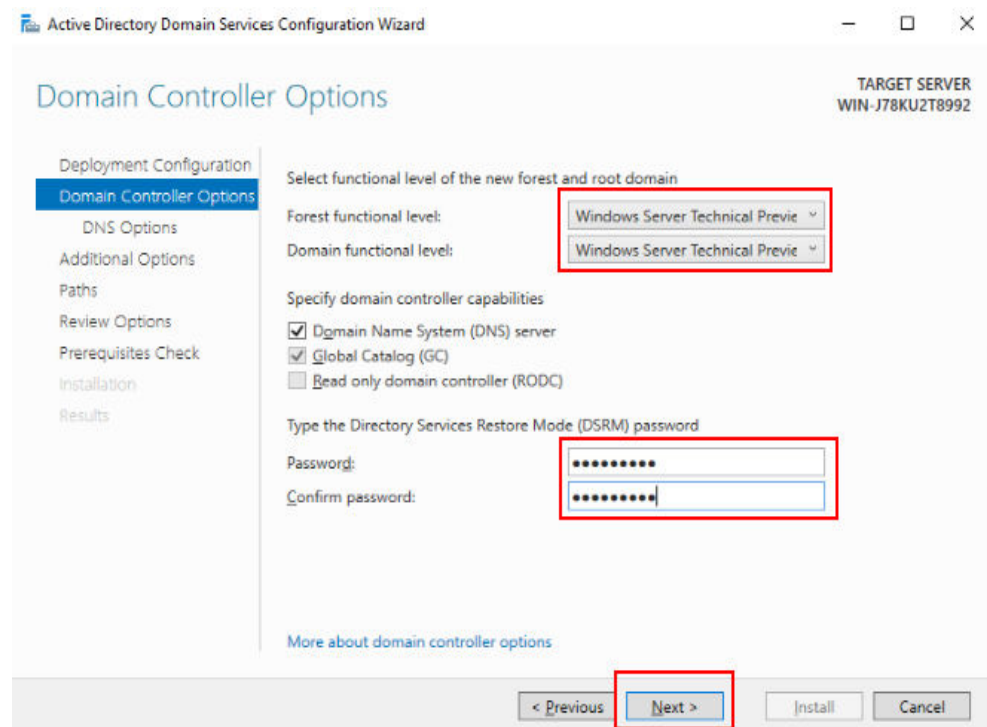 Active Directory Domain Services Configuration Wizard
Domain Controller Options
TARGET SERVER
WIN-J78KU2T8992
Deployment Configuration
Domain Controller Options
DNS Options
Additional Options
Paths
Review Options
Prerequisites Check
Installation
Results
Select functional level of the new forest and root domain
Forest functional level: Windows Server Technical Previe
Domain functional level: Windows Server Technical Previe
Specify domain controller capabilities
Domain Name System (DNS) server
Global Catalog (GC)
Read only domain controller (RODC)
Type the Directory Services Restore Mode (DSRM) password
Password: •••••••••
Confirm password: •••••••••
More about domain controller options
< Previous Next > Install Cancel